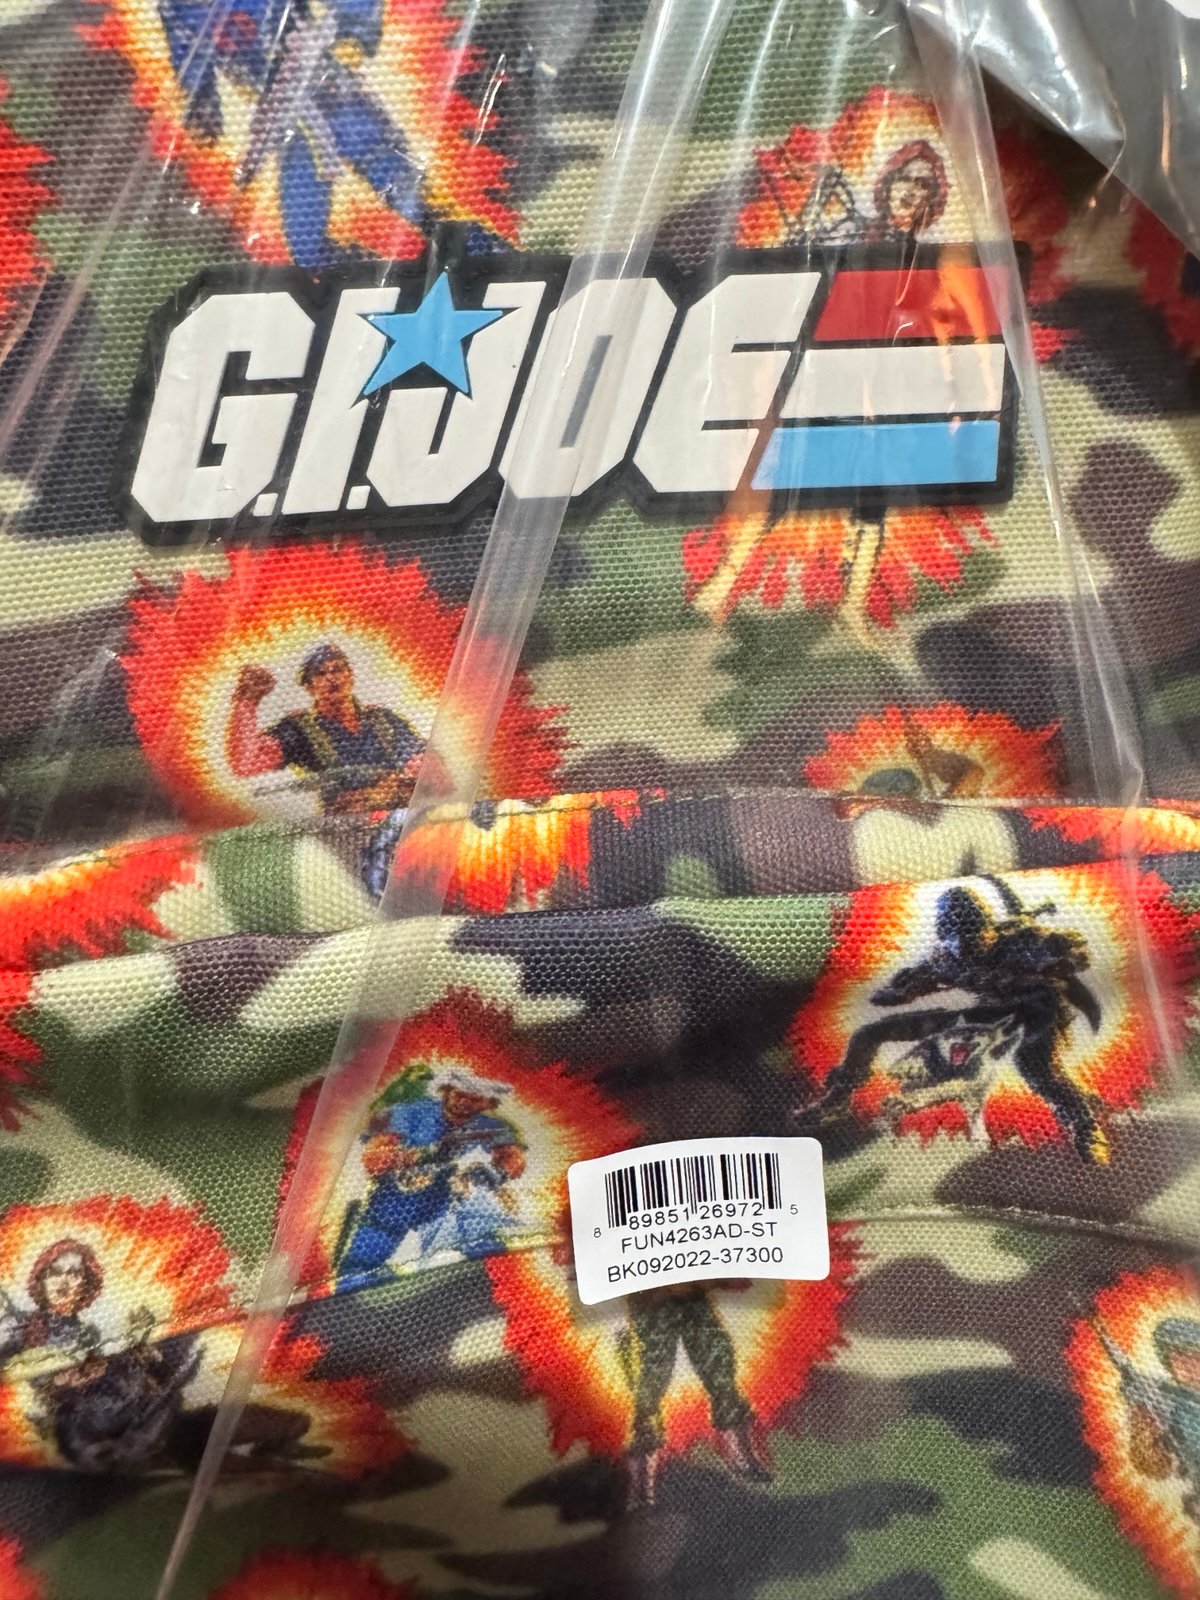 G.I.JOE
8 89851 26972 5
FUN4263AD-ST
BK092022-37300